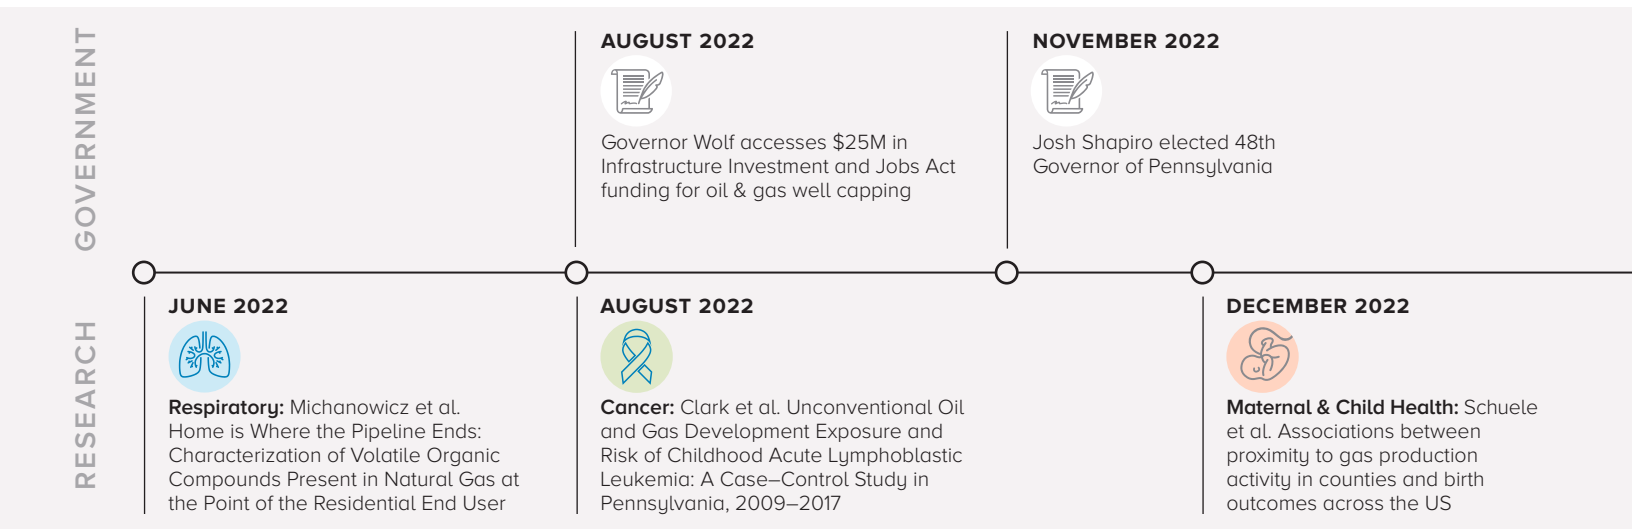 GOVERNMENT
AUGUST 2022
Governor Wolf accesses $25M in
Infrastructure Investment and Jobs Act
funding for oil & gas well capping
NOVEMBER 2022
Josh Shapiro elected 48th
Governor of Pennsylvania
RESEARCH
JUNE 2022
Respiratory: Michanowicz et al.
Home is Where the Pipeline Ends:
Characterization of Volatile Organic
Compounds Present in Natural Gas at
the Point of the Residential End User
AUGUST 2022
Cancer: Clark et al. Unconventional Oil
and Gas Development Exposure and
Risk of Childhood Acute Lymphoblastic
Leukemia: A Case–Control Study in
Pennsylvania, 2009–2017
DECEMBER 2022
Maternal & Child Health: Schuele
et al. Associations between
proximity to gas production
activity in counties and birth
outcomes across the US